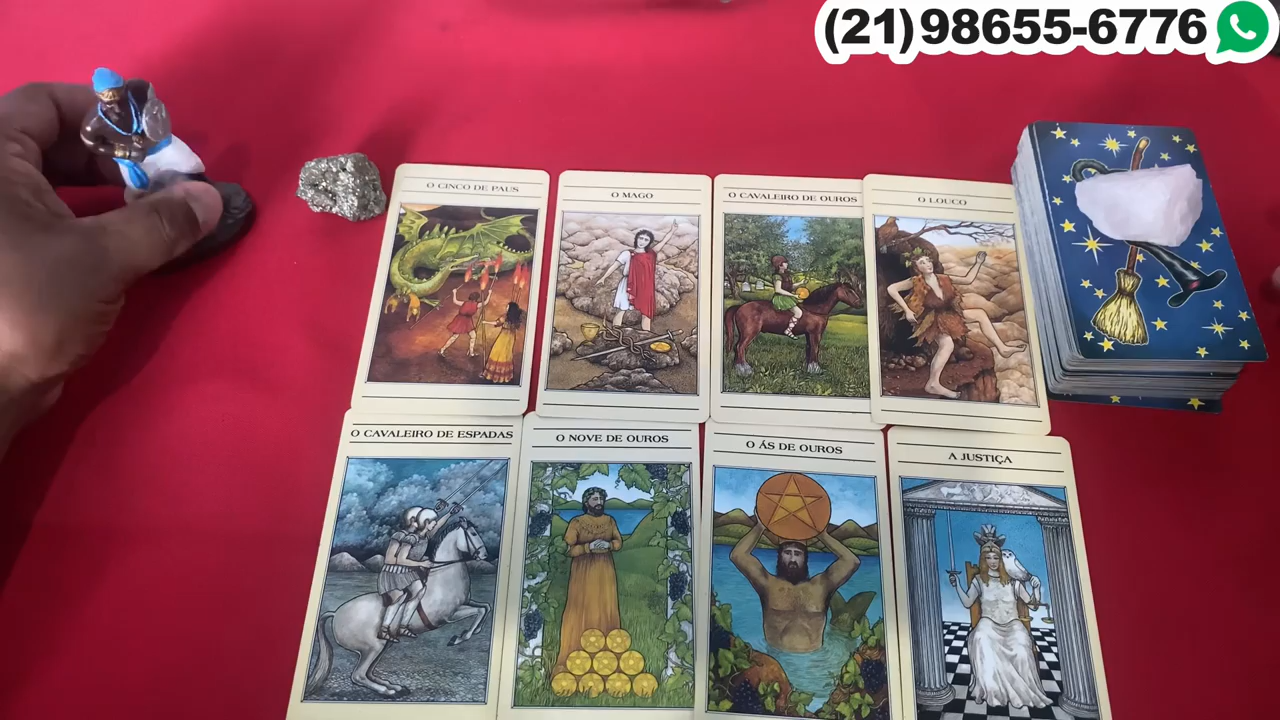 (21)98655-6776
O CINCO DE PAUS
O MAGO
O CAVALEIRO DE OUROS
O LOUCO
O CAVALEIRO DE ESPADAS
O NOVE DE OUROS
O ÁS DE OUROS
A JUSTIÇA